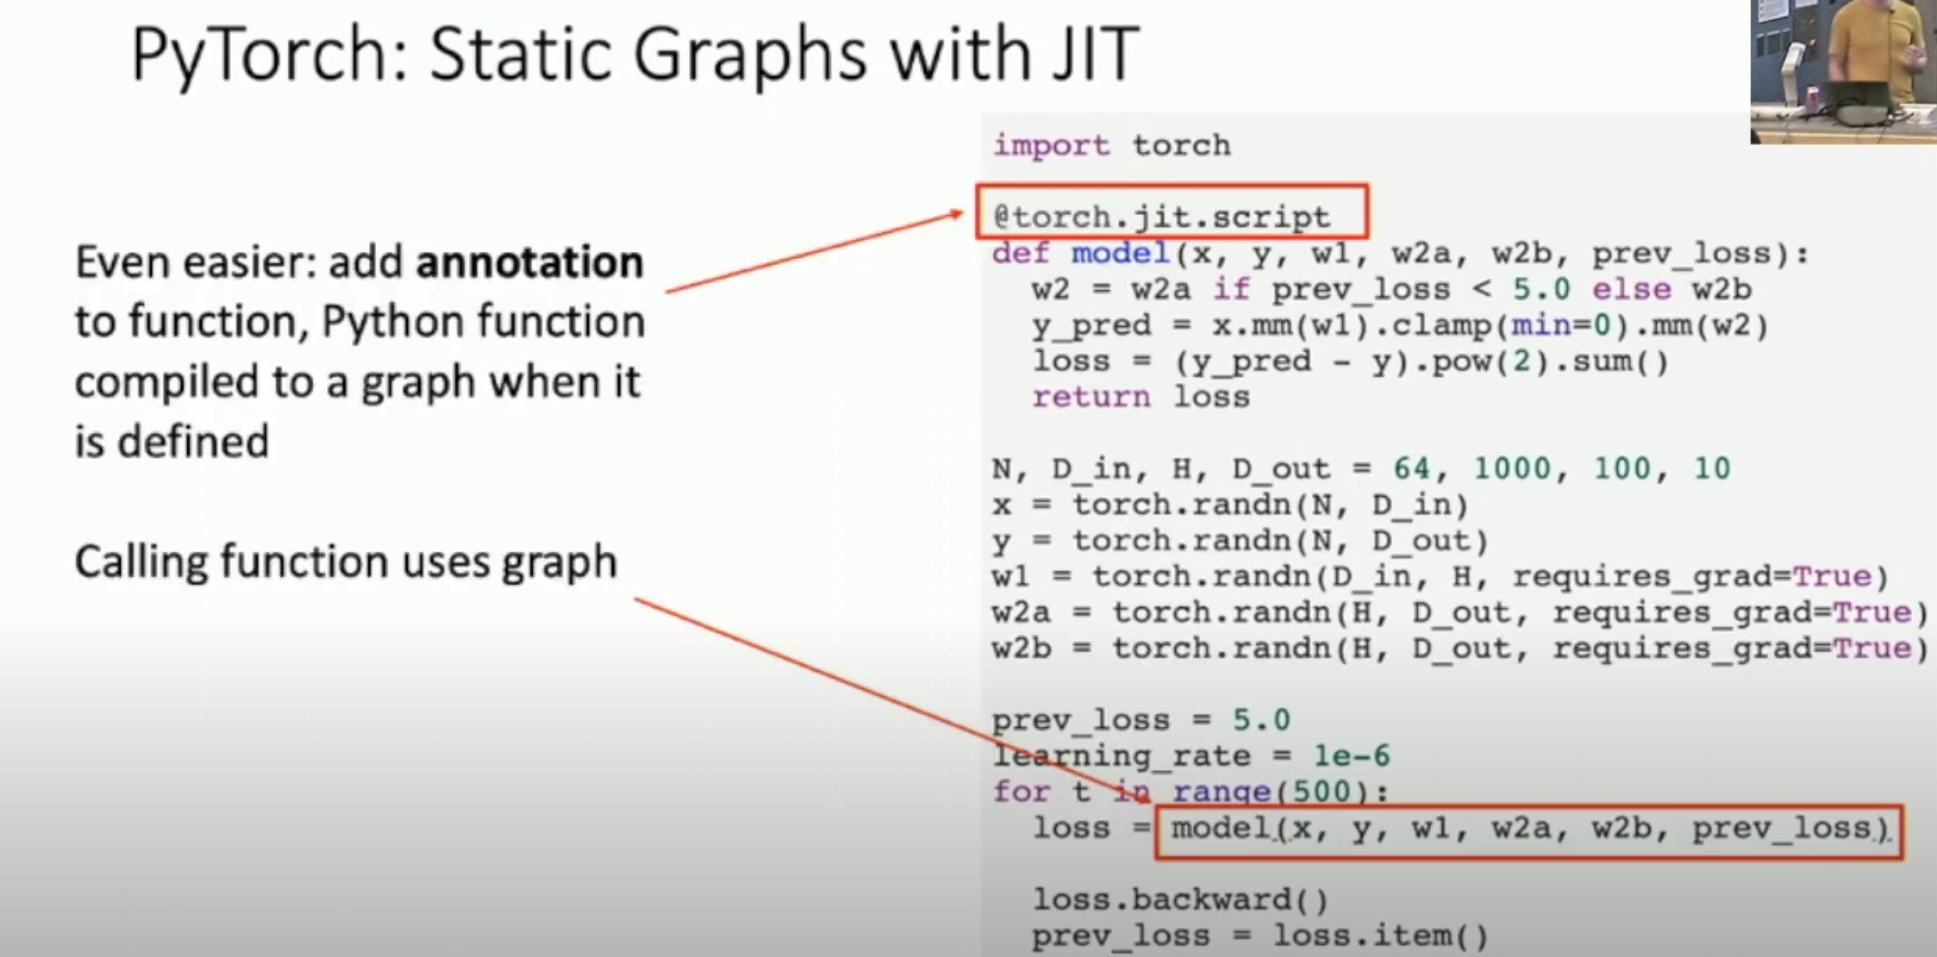 PyTorch: Static Graphs with JIT
Even easier: add annotation
to function, Python function
compiled to a graph when it
is defined
Calling function uses graph
import torch
@torch.jit.script
def model(x, y, w1, w2a, w2b, prev_loss):
  w2 = w2a if prev_loss < 5.0 else w2b
  y_pred = x.mm(w1).clamp(min=0).mm(w2)
  loss = (y_pred - y).pow(2).sum()
  return loss
N, D_in, H, D_out = 64, 1000, 100, 10
x = torch.randn(N, D_in)
y = torch.randn(N, D_out)
w1 = torch.randn(D_in, H, requires_grad=True)
w2a = torch.randn(H, D_out, requires_grad=True)
w2b = torch.randn(H, D_out, requires_grad=True)
prev_loss = 5.0
learning_rate = 1e-6
for t in range(500):
  loss = model(x, y, w1, w2a, w2b, prev_loss)
  loss.backward()
  prev_loss = loss.item()